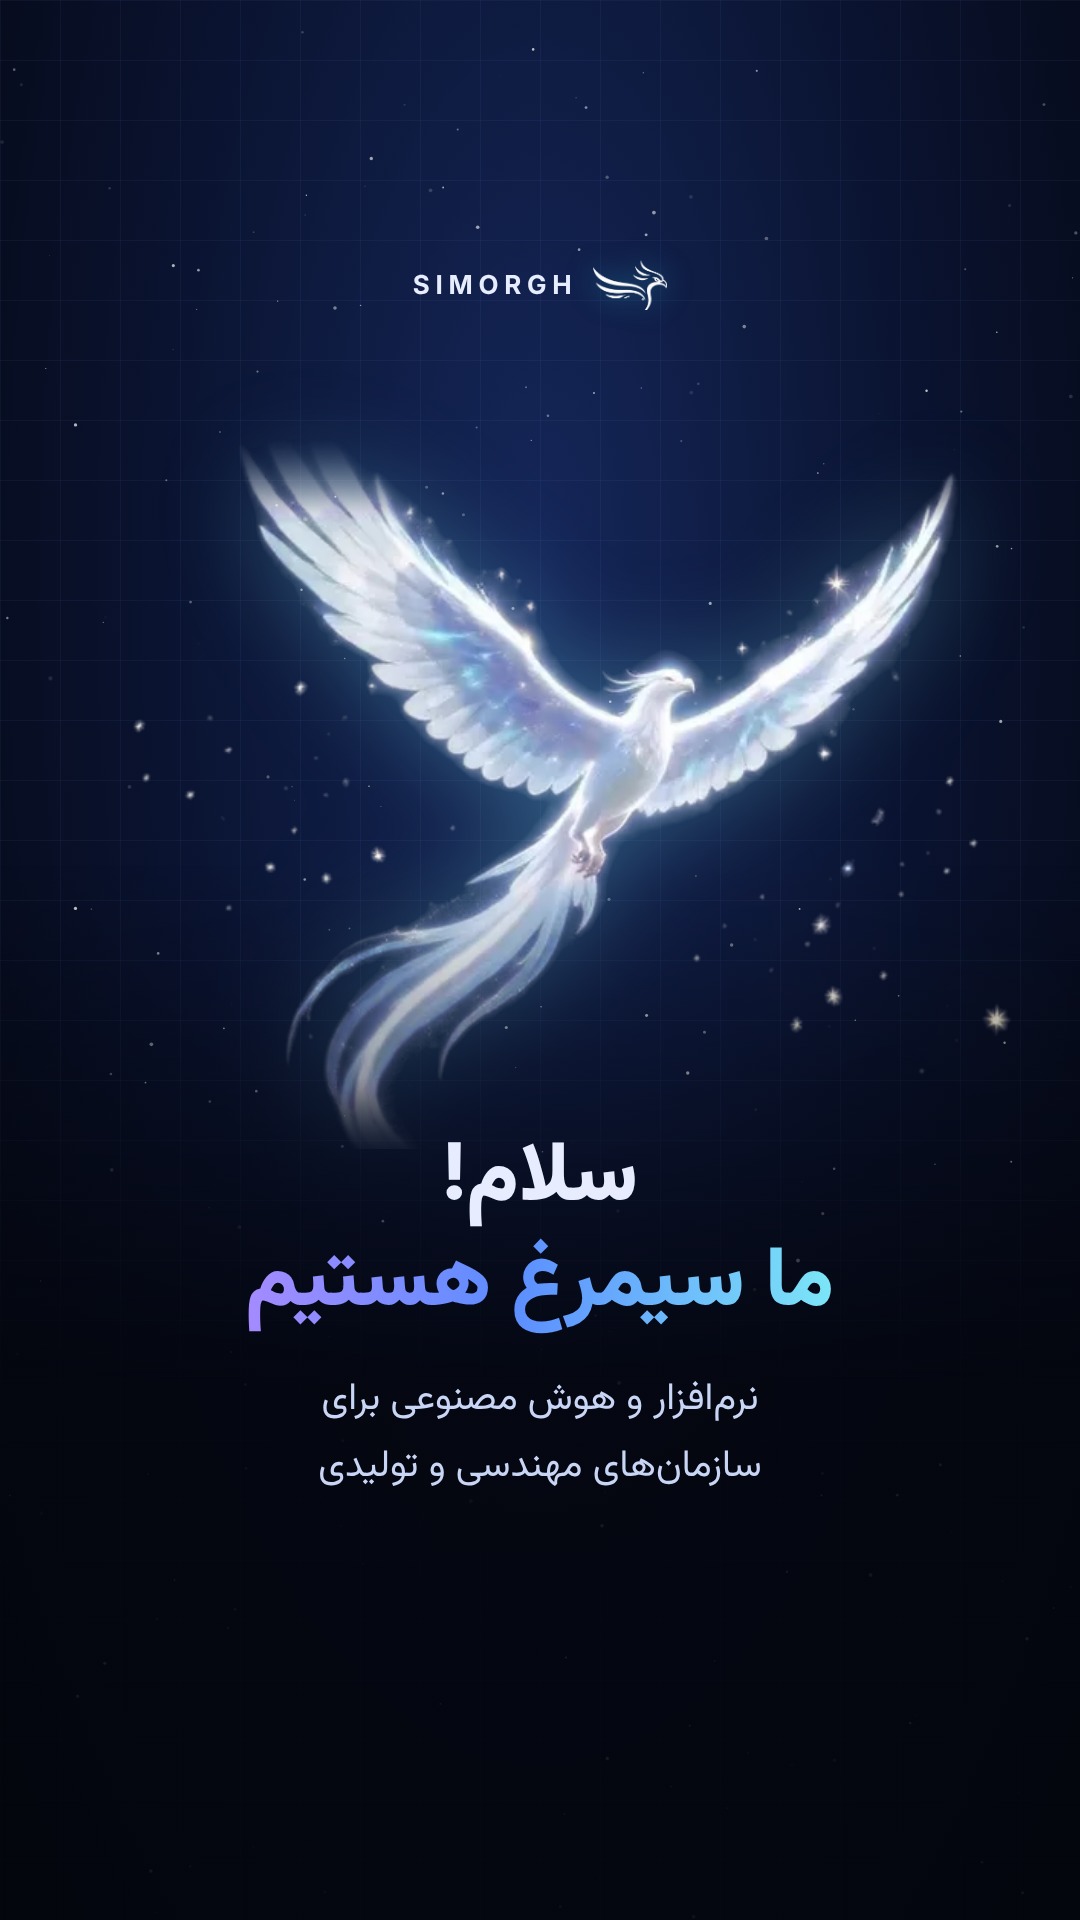 SIMORGH
سلام!
ما سیمرغ هستیم
نرم‌افزار و هوش مصنوعی برای
سازمان‌های مهندسی و تولیدی